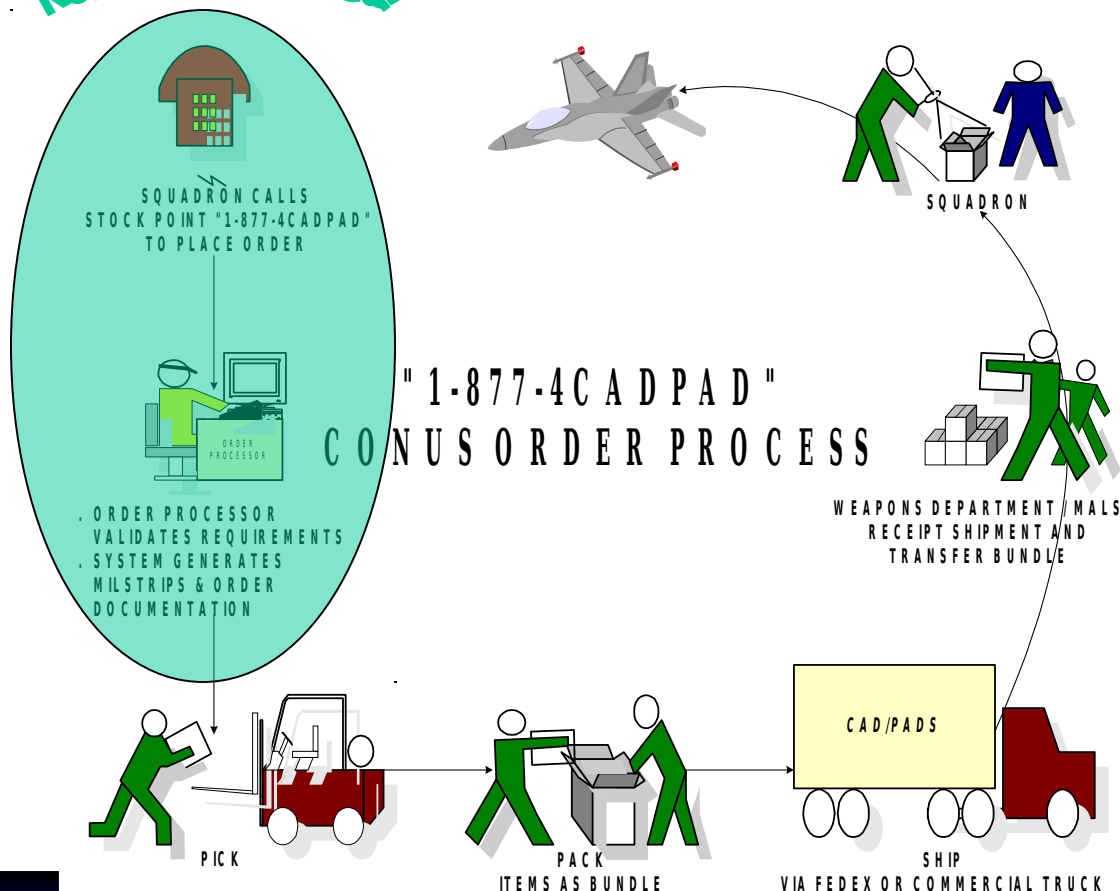 SQUADRON CALLS
STOCK POINT "1-877-4CADPAD"
TO PLACE ORDER
SQUADRON
"1-877-4CADPAD"
CONUS ORDER PROCESS
ORDER
PROCESSOR
. ORDER PROCESSOR
VALIDATES REQUIREMENTS
. SYSTEM GENERATES
MILSTRIPS & ORDER
DOCUMENTATION
WEAPONS DEPARTMENT / MALS
RECEIPT SHIPMENT AND
TRANSFER BUNDLE
CAD/PADS
PICK
PACK
ITEMS AS BUNDLE
SHIP
VIA FEDEX OR COMMERCIAL TRUCK